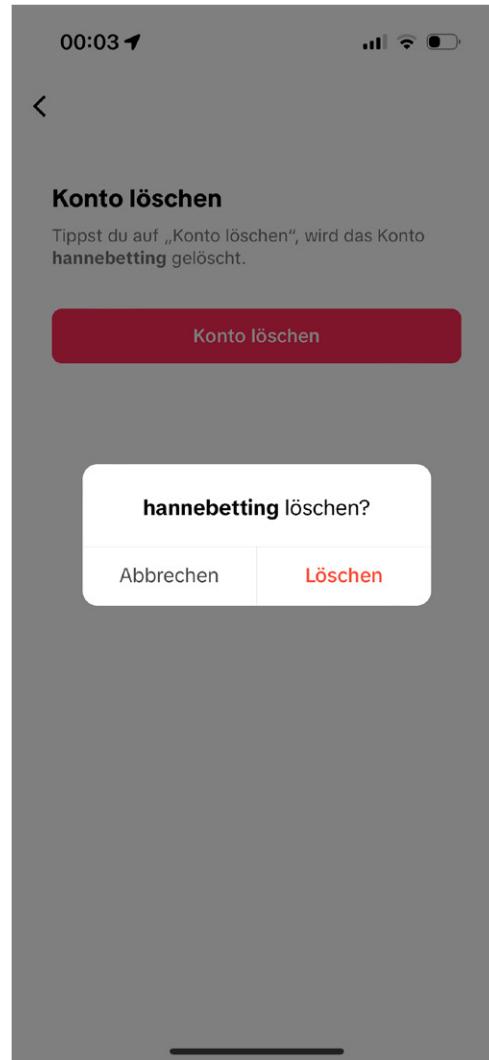 00:03
Konto löschen
Tippst du auf „Konto löschen“, wird das Konto
hannebetting gelöscht.
Konto löschen
hannebetting löschen?
Abbrechen Löschen